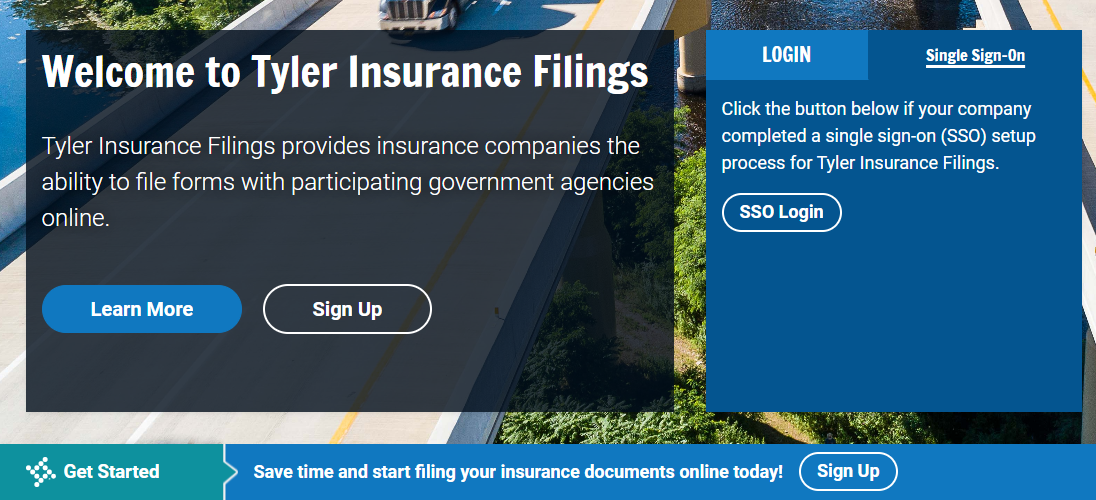 Welcome to Tyler Insurance Filings
Tyler Insurance Filings provides insurance companies the
ability to file forms with participating government agencies
online.
Learn More
Sign Up
LOGIN
Single Sign-On
Click the button below if your company
completed a single sign-on (SSO) setup
process for Tyler Insurance Filings.
SSO Login
Get Started
Save time and start filing your insurance documents online today!
Sign Up